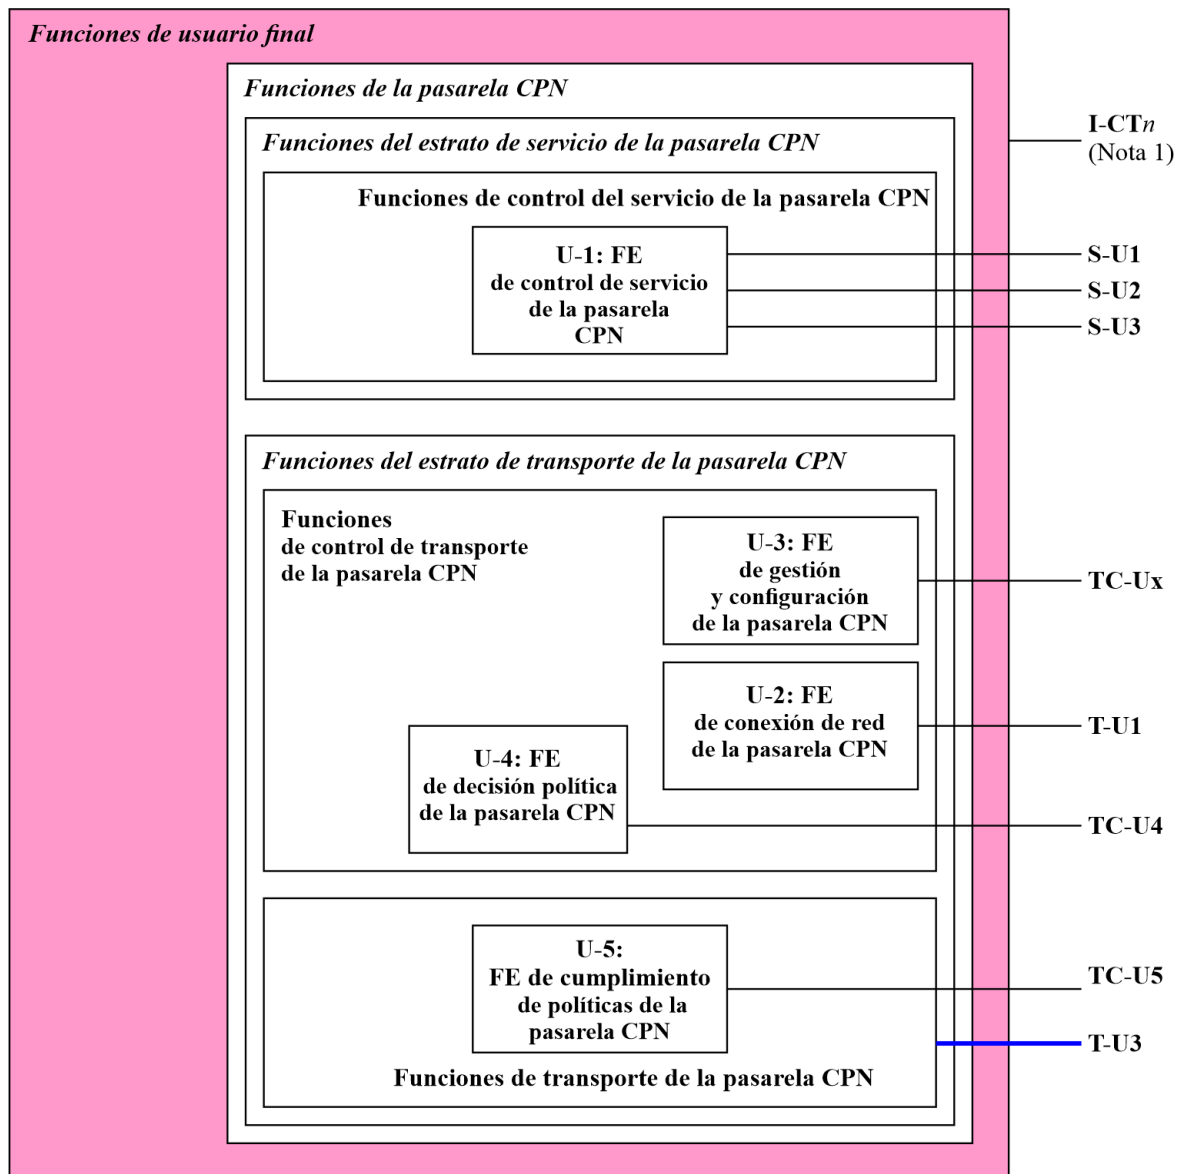 Funciones de usuario final
Funciones de la pasarela CPN
Funciones del estrato de servicio de la pasarela CPN
I-CTn
(Nota 1)
Funciones de control del servicio de la pasarela CPN
U-1: FE
de control de servicio
de la pasarela
CPN
S-U1
S-U2
S-U3
Funciones del estrato de transporte de la pasarela CPN
Funciones
de control de transporte
de la pasarela CPN
U-3: FE
de gestión
y configuración
de la pasarela CPN
TC-Ux
U-2: FE
de conexión de red
de la pasarela CPN
T-U1
U-4: FE
de decisión política
de la pasarela CPN
TC-U4
U-5:
FE de cumplimiento
de políticas de la
pasarela CPN
TC-U5
T-U3
Funciones de transporte de la pasarela CPN